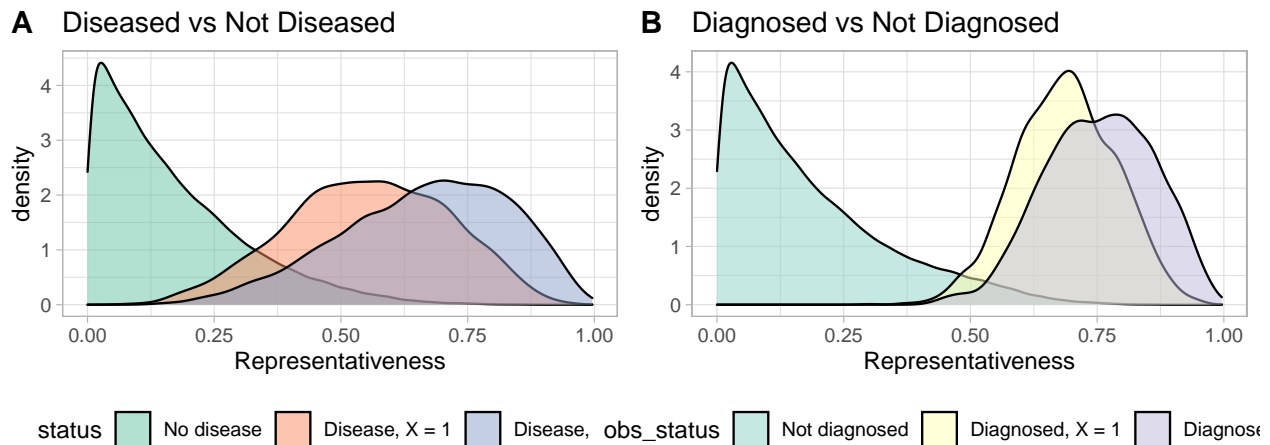 A Diseased vs Not Diseased
4
3
2
1
0
density
0.00 0.25 0.50 0.75 1.00
Representativeness
status No disease Disease, X = 1 Disease,
B Diagnosed vs Not Diagnosed
4
3
2
1
0
density
0.00 0.25 0.50 0.75 1.00
Representativeness
obs_status Not diagnosed Diagnosed, X = 1 Diagnose